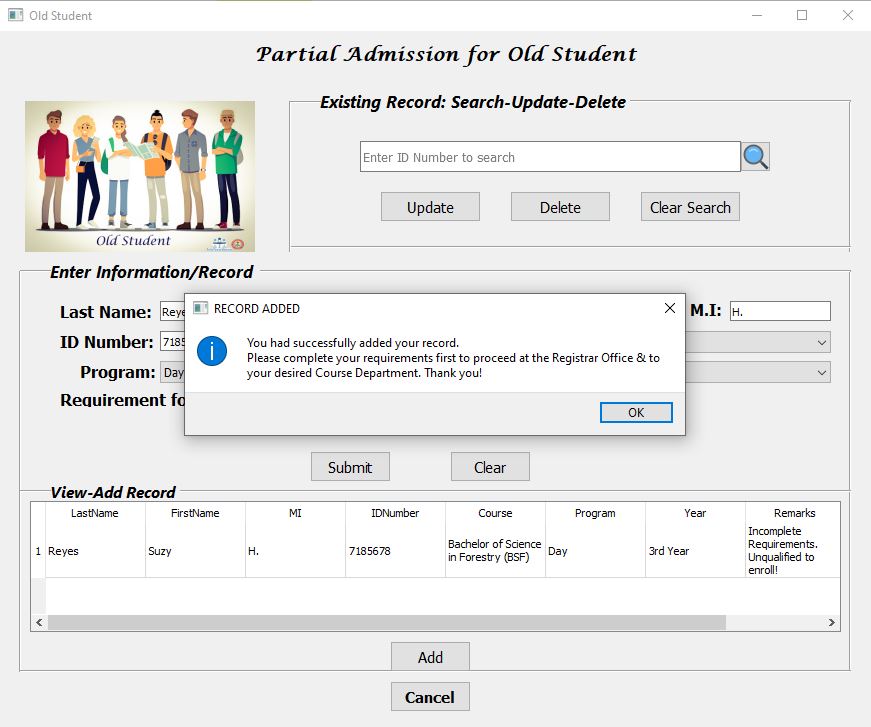 Old Student
Partial Admission for Old Student
Old Student
Existing Record: Search-Update-Delete
Enter ID Number to search
Update Delete Clear Search
Enter Information/Record
Last Name:
M.I: H.
ID Number: 7185
Program: Day
Requirement fo
RECORD ADDED
You had successfully added your record.
Please complete your requirements first to proceed at the Registrar Office & to
your desired Course Department. Thank you!
OK
Submit Clear
View-Add Record
LastName FirstName MI IDNumber Course Program Year Remarks
1 Reyes Suzy H. 7185678 Bachelor of Science
in Forestry (BSF) Day 3rd Year Incomplete
Requirements.
Unqualified to
enroll!
Add
Cancel